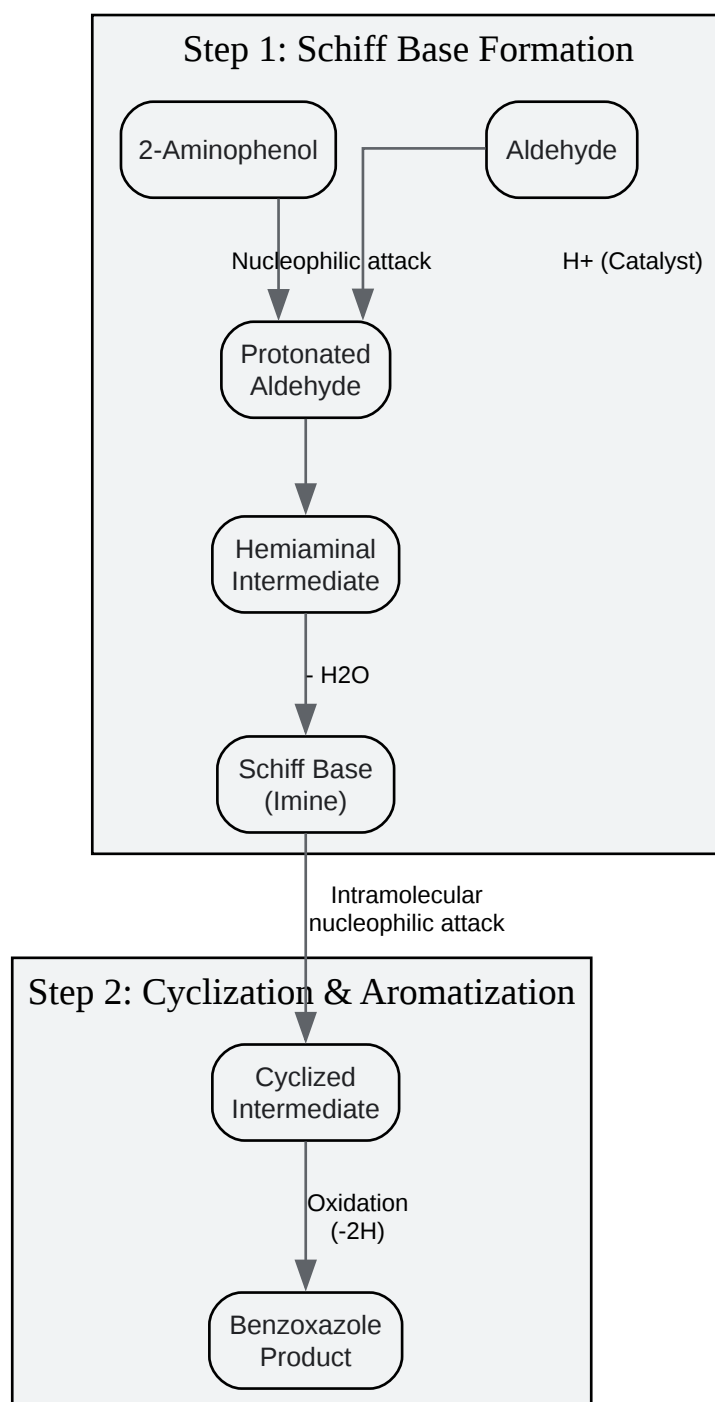 Step 1: Schiff Base Formation
2-Aminophenol
Aldehyde
Nucleophilic attack
H+ (Catalyst)
Protonated
Aldehyde
Hemiaminal
Intermediate
- H2O
Schiff Base
(Imine)
Intramolecular
nucleophilic attack
Step 2: Cyclization & Aromatization
Cyclized
Intermediate
Oxidation
(-2H)
Benzoxazole
Product